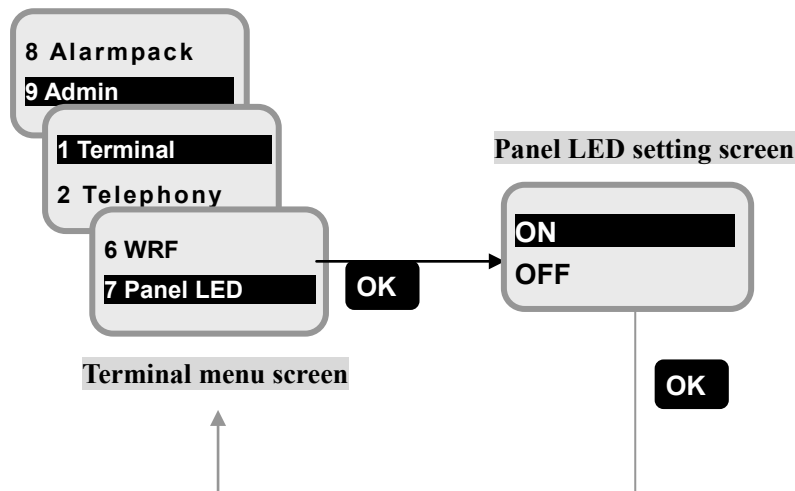 8 Alarmpack
9 Admin
1 Terminal
2 Telephony
6 WRF
7 Panel LED
OK
Terminal menu screen
Panel LED setting screen
ON
OFF
OK